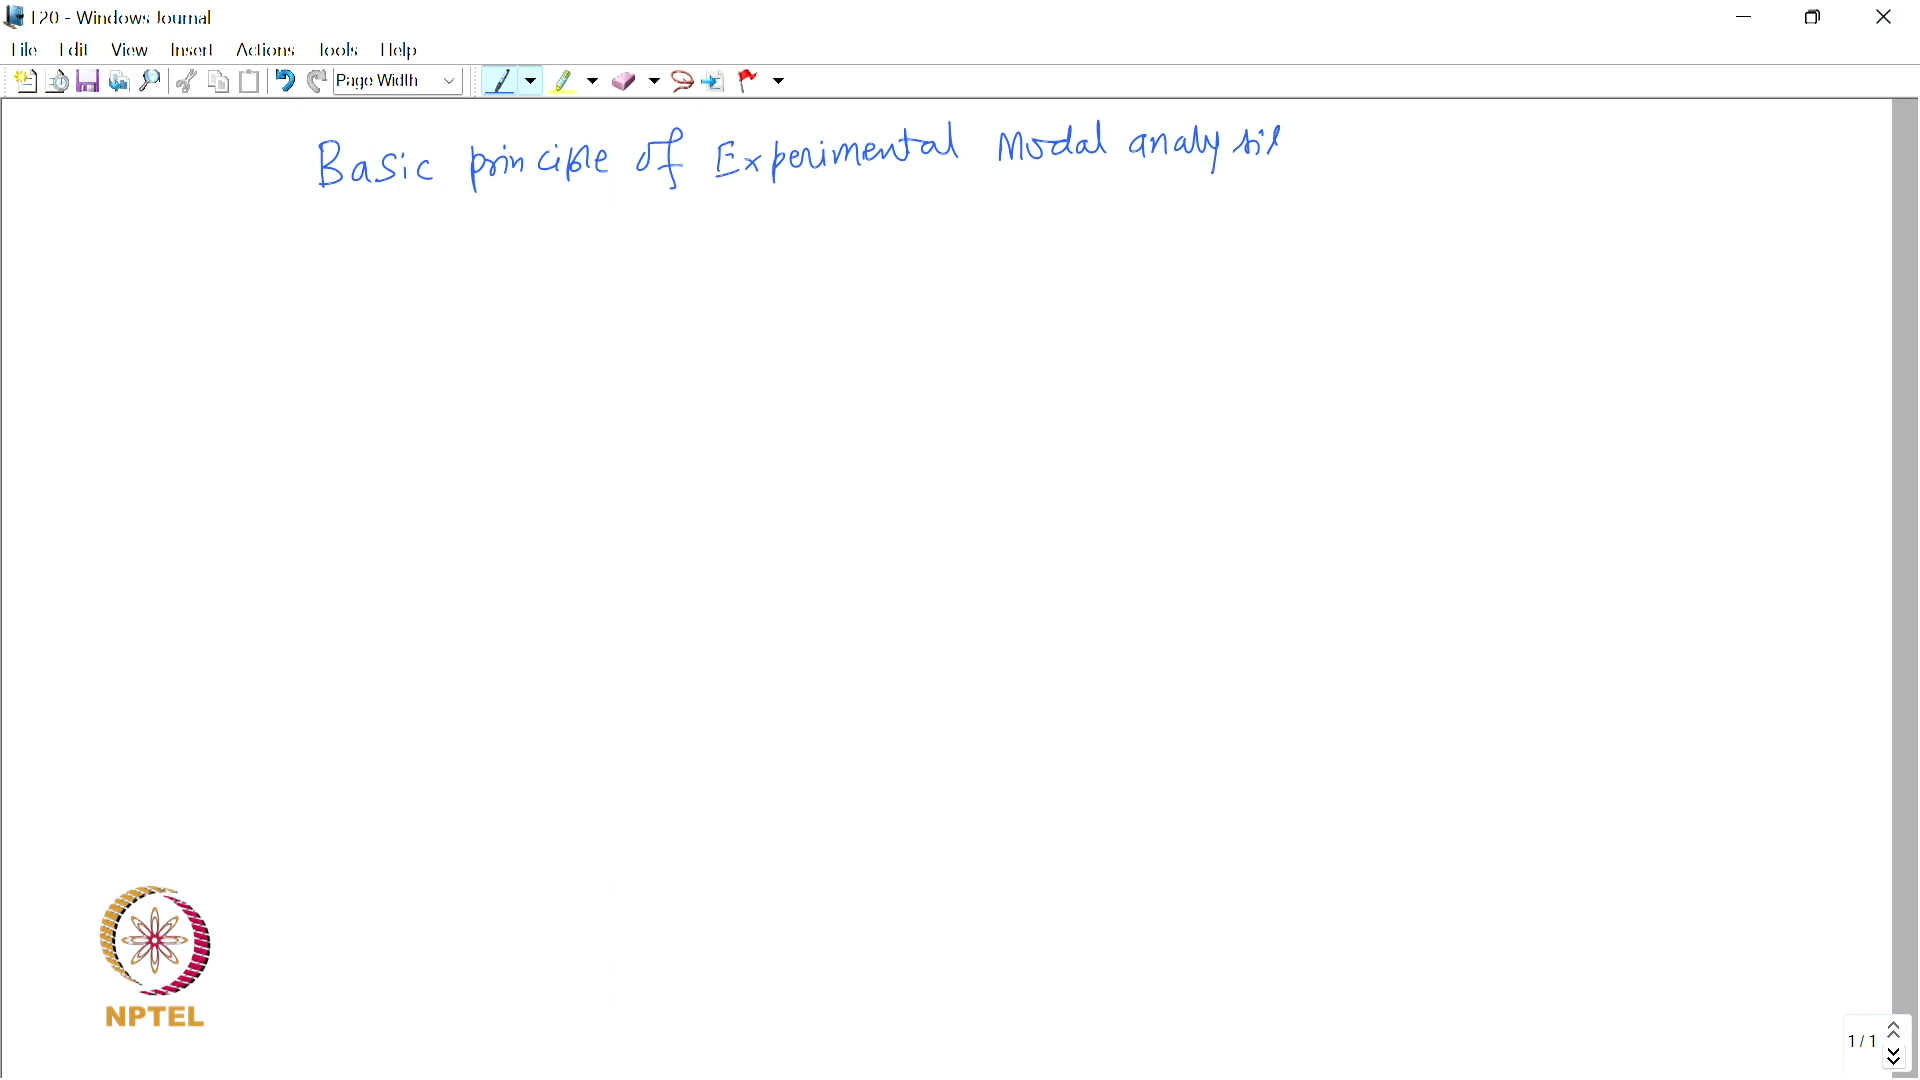 L20 - Windows Journal
File Edit View Insert Actions Tools Help
Page Width
Basic principle of Experimental Modal analysis
NPTEL
1 / 1